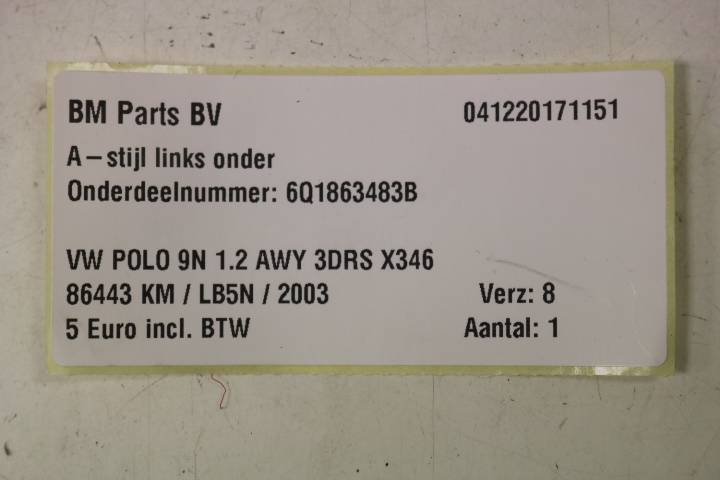 BM Parts BV 041220171151
A-stijl links onder
Onderdeelnummer: 6Q1863483B
VW POLO 9N 1.2 AWY 3DRS X346
86443 KM / LB5N / 2003 Verz: 8
5 Euro incl. BTW Aantal: 1